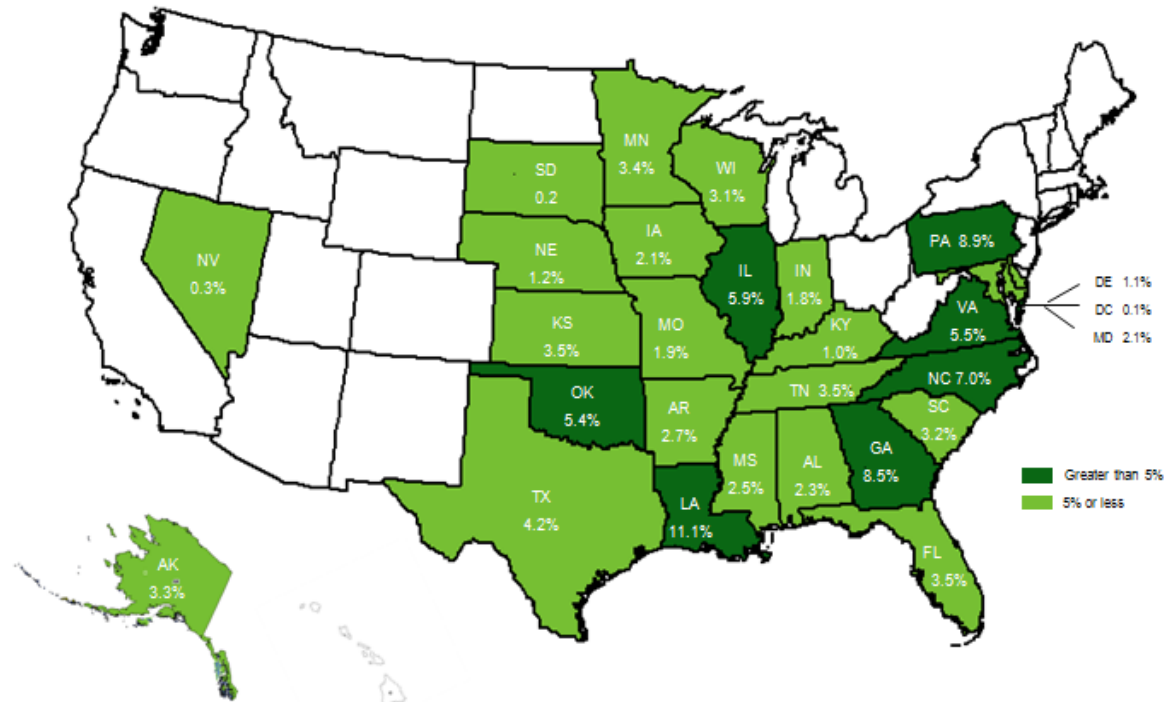 MN
3.4%
SD
0.2
WI
3.1%
NE
1.2%
IA
2.1%
NV
0.3%
IL
5.9%
IN
1.8%
PA 8.9%
DE 1.1%
DC 0.1%
MD 2.1%
VA
5.5%
KS
3.5%
MO
1.9%
KY
1.0%
NC 7.0%
TN 3.5%
OK
5.4%
AR
2.7%
SC
3.2%
MS
2.5%
AL
2.3%
GA
8.5%
TX
4.2%
LA
11.1%
Greater than 5%
5% or less
FL
3.5%
AK
3.3%